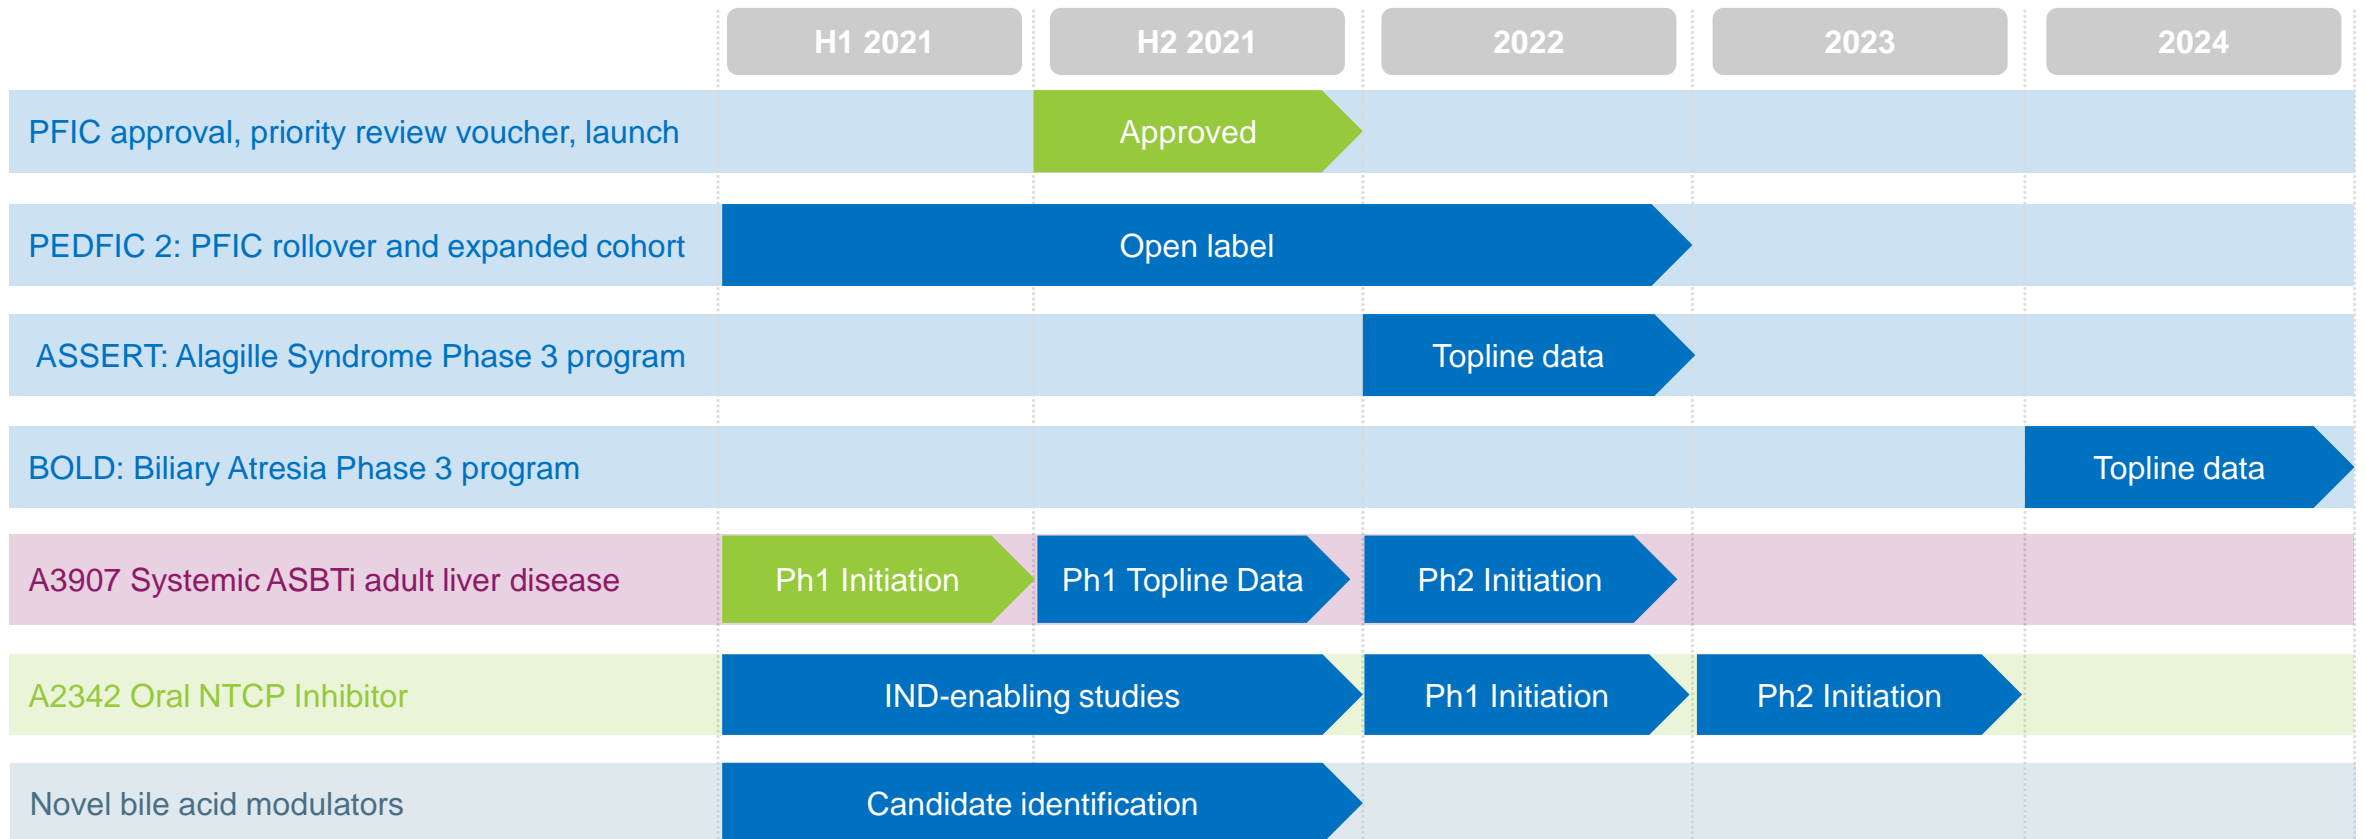 H1 2021
H2 2021
2022
2023
2024
PFIC approval, priority review voucher, launch
Approved
PEDFIC 2: PFIC rollover and expanded cohort
Open label
ASSERT: Alagille Syndrome Phase 3 program
Topline data
BOLD: Biliary Atresia Phase 3 program
Topline data
A3907 Systemic ASBTi adult liver disease
Ph1 Initiation
Ph1 Topline Data
Ph2 Initiation
A2342 Oral NTCP Inhibitor
IND-enabling studies
Ph1 Initiation
Ph2 Initiation
Novel bile acid modulators
Candidate identification